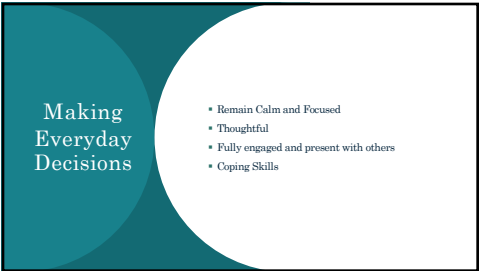 Making
Everyday
Decisions
▪ Remain Calm and Focused
▪ Thoughtful
▪ Fully engaged and present with others
▪ Coping Skills